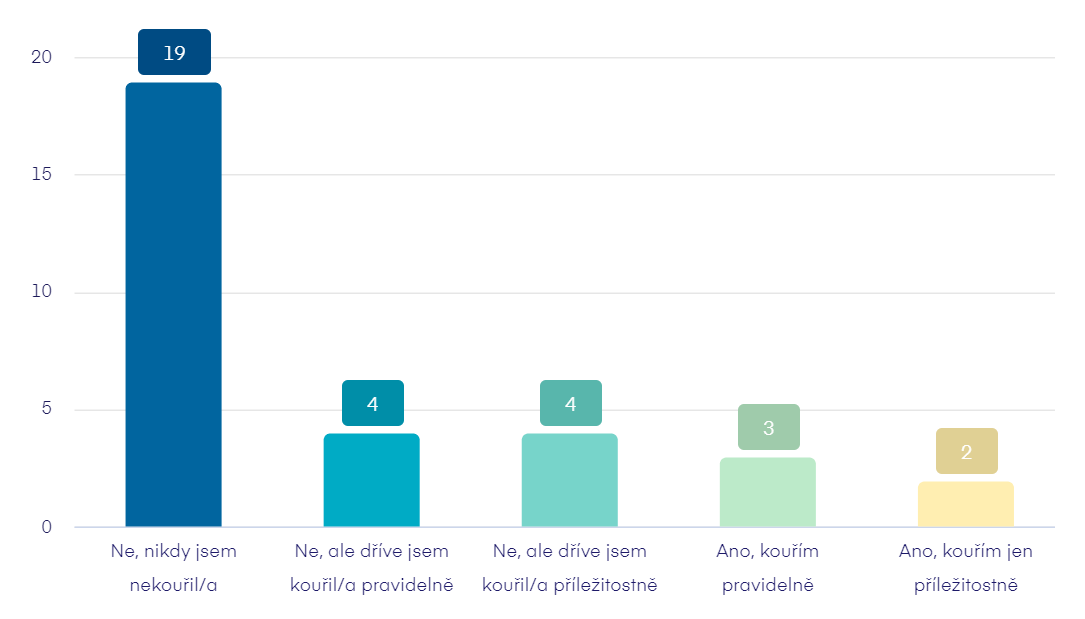 20
15
10
5
0
19
4
4
3
2
Ne, nikdy jsem
nekouřil/a
Ne, ale dříve jsem
kouřil/a pravidelně
Ne, ale dříve jsem
kouřil/a příležitostně
Ano, kouřím
pravidelně
Ano, kouřím jen
příležitostně